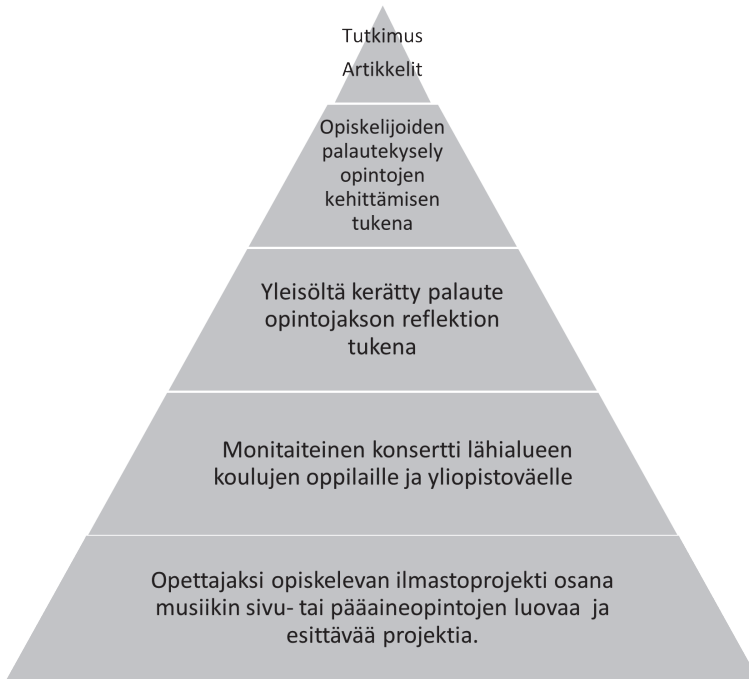 Tutkimus
Artikkelit
Opiskelijoiden
palautekysely
opintojen
kehittämisen
tukena
Yleisöltä kerätty palaute
opintojakson reflektion
tukena
Monitaiteinen konsertti lähialueen
koulujen oppilaille ja yliopistoväelle
Opettajaksi opiskelevan ilmastoprojekti osana
musiikin sivu- tai pääaineopintojen luovaa ja
esittävää projektia.